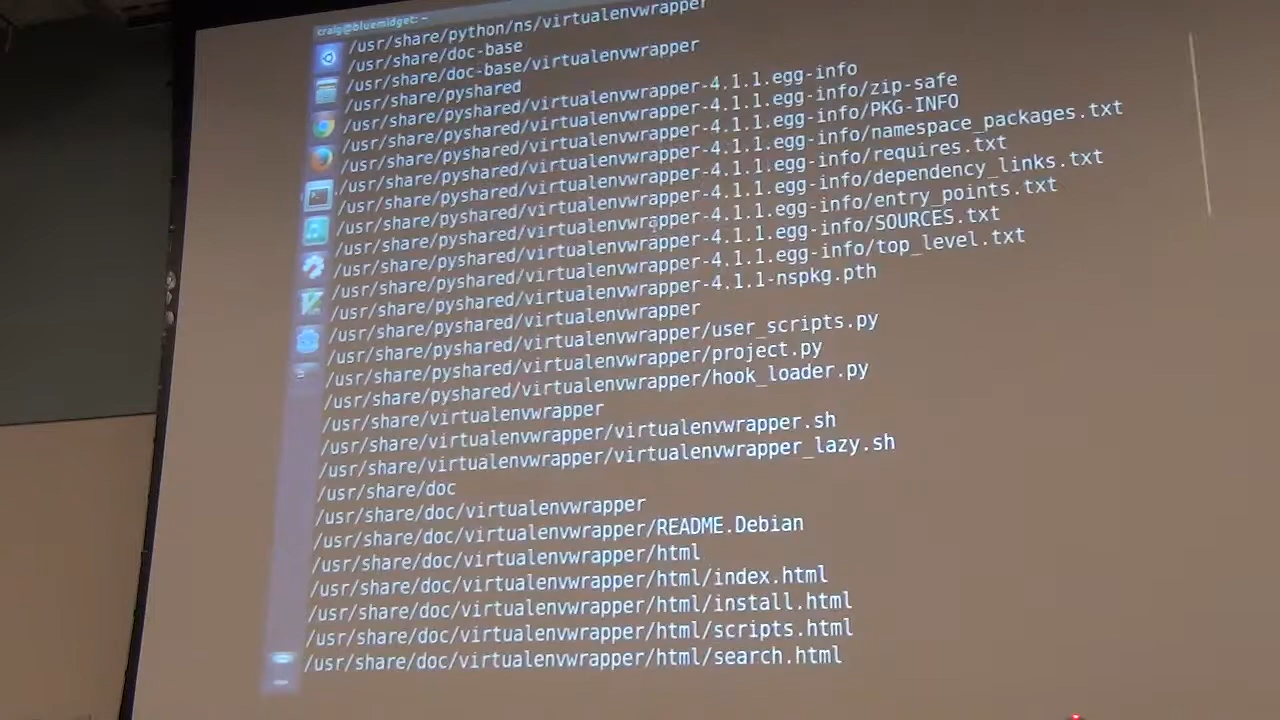 craig@bluemidget: ~
/usr/share/python/ns/virtualenvwrapper
/usr/share/doc-base
/usr/share/doc-base/virtualenvwrapper
/usr/share/pyshared
/usr/share/pyshared/virtualenvwrapper-4.1.1.egg-info
/usr/share/pyshared/virtualenvwrapper-4.1.1.egg-info/zip-safe
/usr/share/pyshared/virtualenvwrapper-4.1.1.egg-info/PKG-INFO
/usr/share/pyshared/virtualenvwrapper-4.1.1.egg-info/namespace_packages.txt
/usr/share/pyshared/virtualenvwrapper-4.1.1.egg-info/requires.txt
/usr/share/pyshared/virtualenvwrapper-4.1.1.egg-info/dependency_links.txt
/usr/share/pyshared/virtualenvwrapper-4.1.1.egg-info/entry_points.txt
/usr/share/pyshared/virtualenvwrapper-4.1.1.egg-info/SOURCES.txt
/usr/share/pyshared/virtualenvwrapper-4.1.1.egg-info/top_level.txt
/usr/share/pyshared/virtualenvwrapper-4.1.1-nspkg.pth
/usr/share/pyshared/virtualenvwrapper
/usr/share/pyshared/virtualenvwrapper/user_scripts.py
/usr/share/pyshared/virtualenvwrapper/project.py
/usr/share/pyshared/virtualenvwrapper/hook_loader.py
/usr/share/virtualenvwrapper
/usr/share/virtualenvwrapper/virtualenvwrapper.sh
/usr/share/virtualenvwrapper/virtualenvwrapper_lazy.sh
/usr/share/doc
/usr/share/doc/virtualenvwrapper
/usr/share/doc/virtualenvwrapper/README.Debian
/usr/share/doc/virtualenvwrapper/html
/usr/share/doc/virtualenvwrapper/html/index.html
/usr/share/doc/virtualenvwrapper/html/install.html
/usr/share/doc/virtualenvwrapper/html/scripts.html
/usr/share/doc/virtualenvwrapper/html/search.html